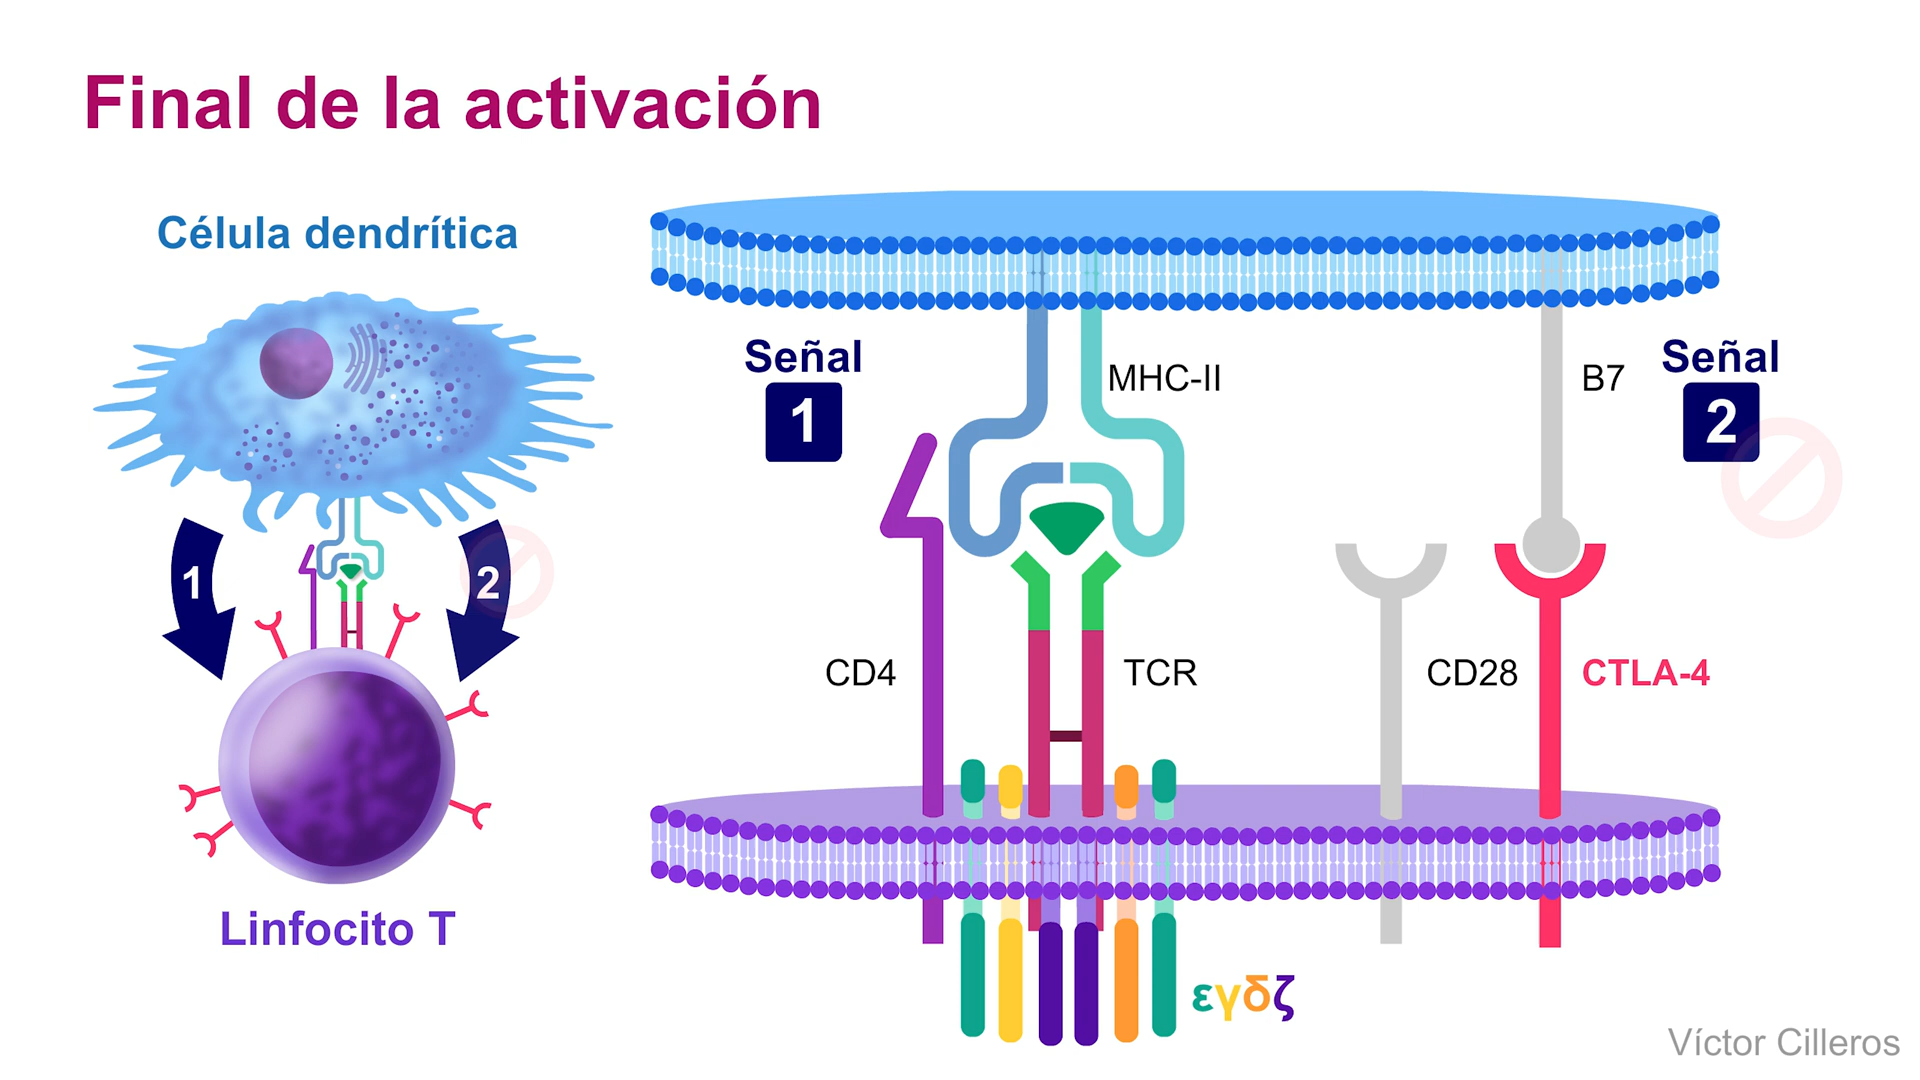 Final de la activación
Célula dendrítica
1
2
Linfocito T
Señal
1
MHC-II
B7
Señal
2
CD4
TCR
CD28
CTLA-4
εγδζ
Víctor Cilleros